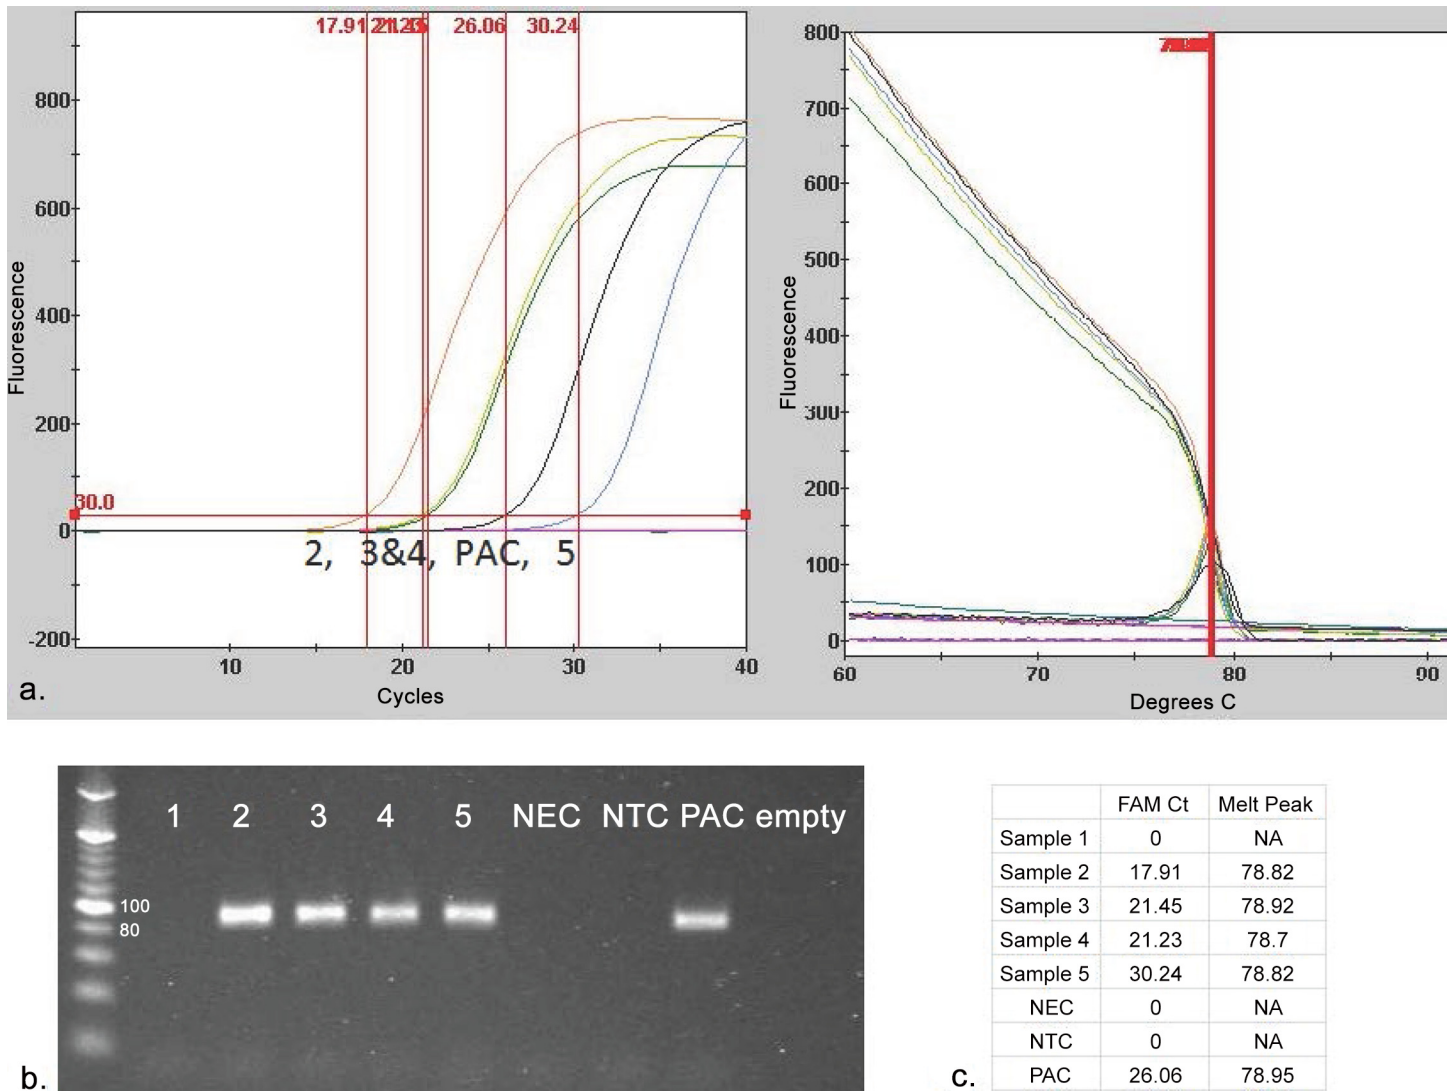 17.91
26.06
30.24
800
600
400
200
0
-200
30.0
2, 3&4, PAC, 5
10
20
30
40
Fluorescence
Cycles
a.
800
700
600
500
400
300
200
100
0
60
70
80
90
Fluorescence
Degrees C
1 2 3 4 5 NEC NTC PAC empty
100
80
b.
FAM Ct Melt Peak
Sample 1 0 NA
Sample 2 17.91 78.82
Sample 3 21.45 78.92
Sample 4 21.23 78.7
Sample 5 30.24 78.82
NEC 0 NA
NTC 0 NA
PAC 26.06 78.95
c.